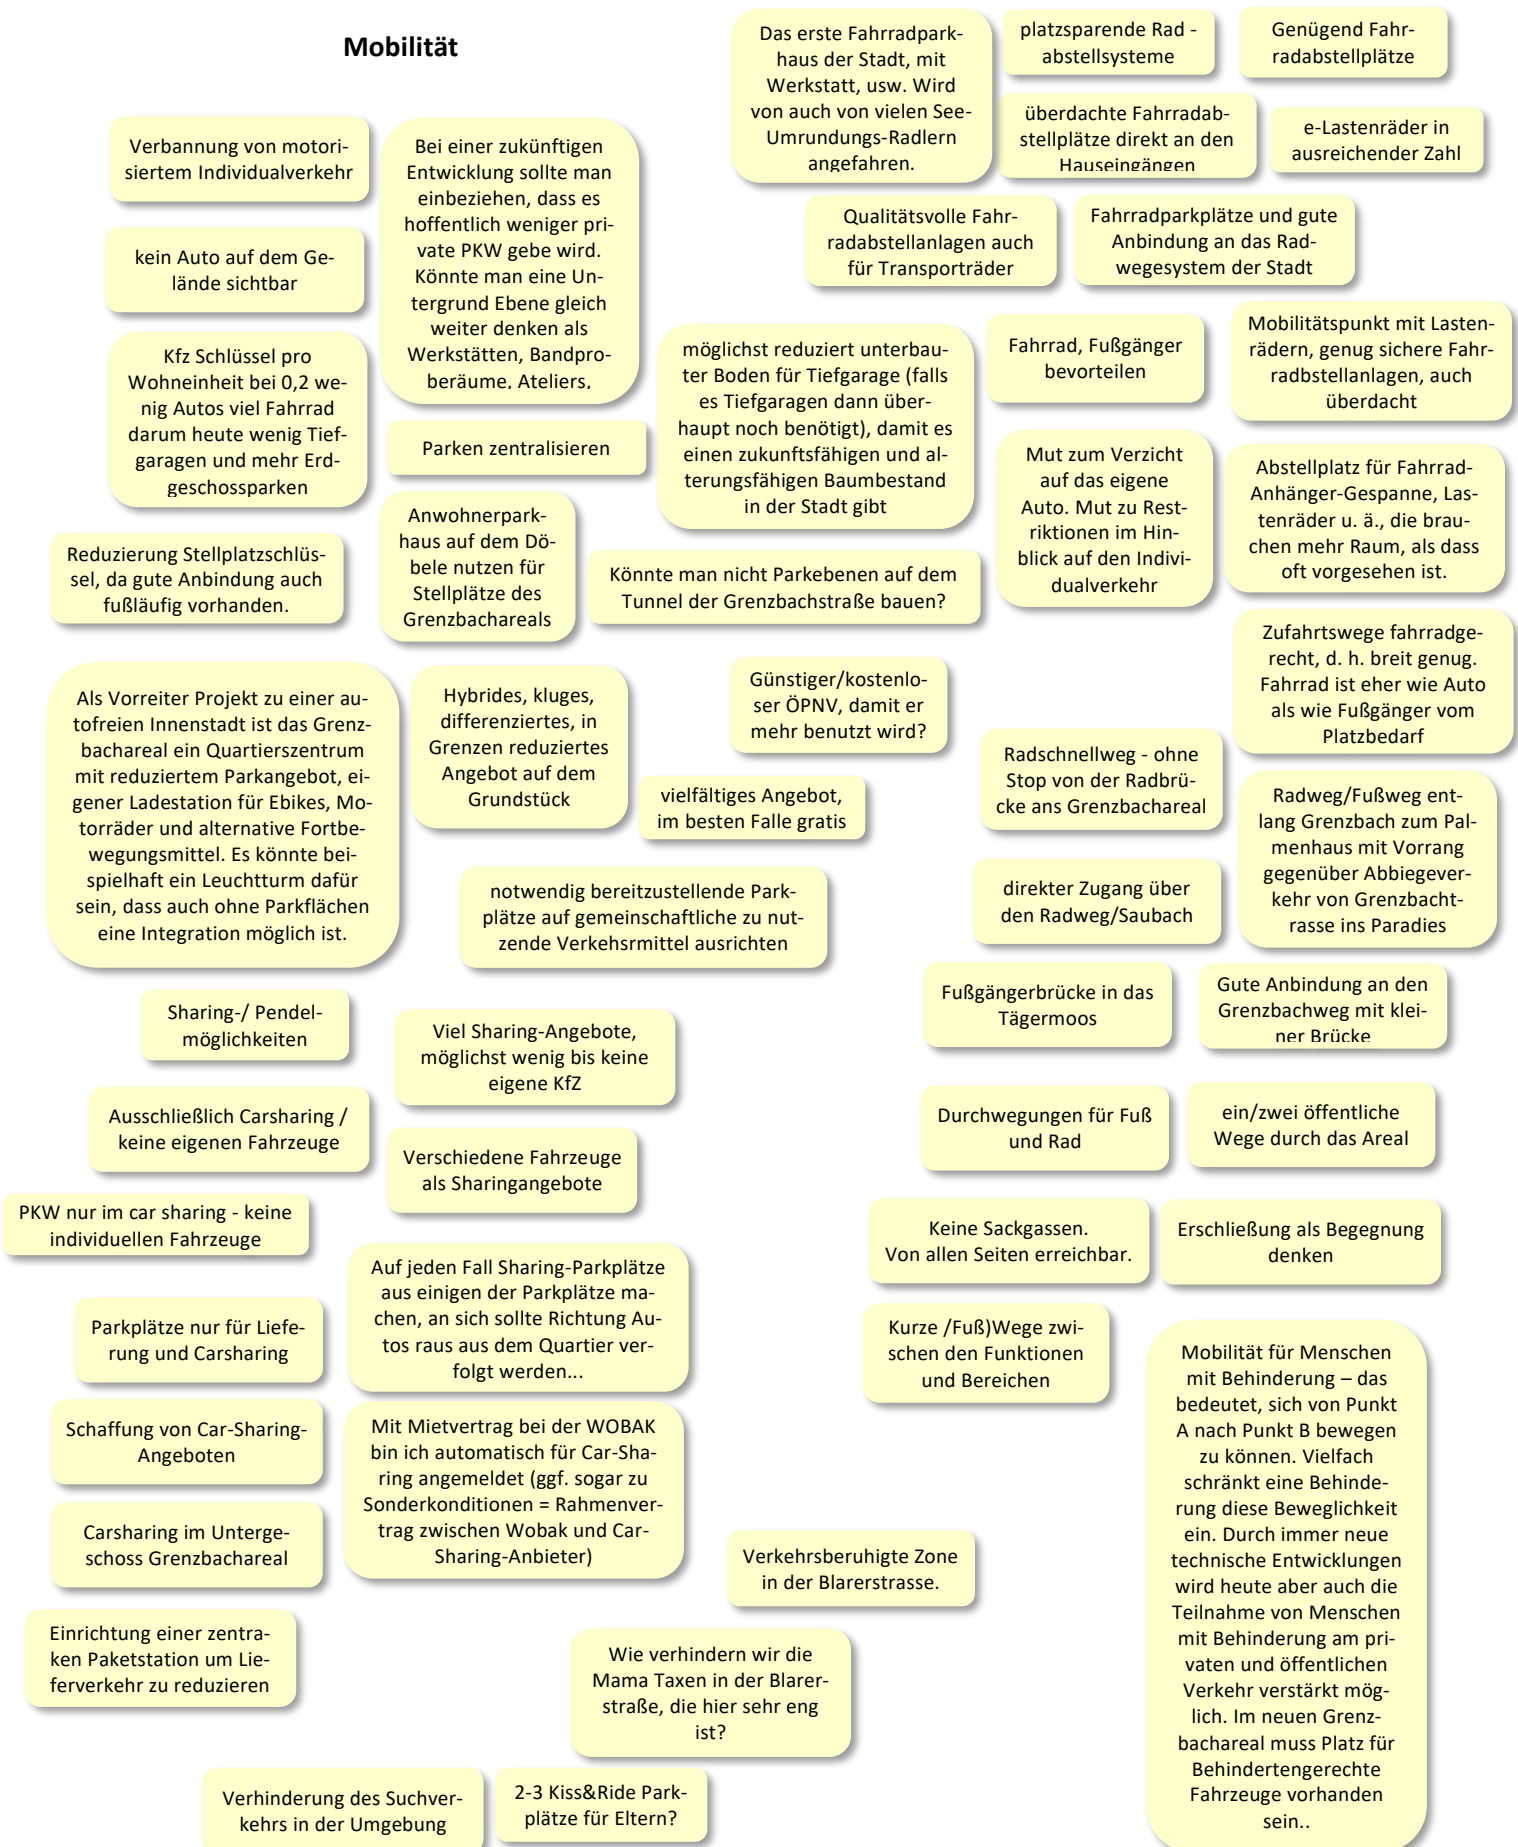 Mobilität
Das erste Fahrradpark-
haus der Stadt, mit
Werkstatt, usw. Wird
von auch von vielen See-
Umrundungs-Radlern
angefahren.
platzsparende Rad -
abstellsysteme
Genügend Fahr-
radabstellplätze
überdachte Fahrradab-
stellplätze direkt an den
Hauseingängen
e-Lastenräder in
ausreichender Zahl
Verbannung von motori-
siertem Individualverkehr
Bei einer zukünftigen
Entwicklung sollte man
einbeziehen, dass es
hoffentlich weniger pri-
vate PKW gebe wird.
Könnte man eine Un-
tergrund Ebene gleich
weiter denken als
Werkstätten, Bandpro-
beräume, Ateliers,
Qualitätsvolle Fahr-
radabstellanlagen auch
für Transporträder
Fahrradparkplätze und gute
Anbindung an das Rad-
wegesystem der Stadt
kein Auto auf dem Ge-
lände sichtbar
Kfz Schlüssel pro
Wohneinheit bei 0,2 we-
nig Autos viel Fahrrad
darum heute wenig Tief-
garagen und mehr Erd-
geschossparken
möglichst reduziert unterbau-
ter Boden für Tiefgarage (falls
es Tiefgaragen dann über-
haupt noch benötigt), damit es
einen zukunftsfähigen und al-
terungsfähigen Baumbestand
in der Stadt gibt
Fahrrad, Fußgänger
bevorteilen
Mobilitätspunkt mit Lasten-
rädern, genug sichere Fahr-
radbstellanlagen, auch
überdacht
Parken zentralisieren
Mut zum Verzicht
auf das eigene
Auto. Mut zu Rest-
riktionen im Hin-
blick auf den Indivi-
dualverkehr
Abstellplatz für Fahrrad-
Anhänger-Gespanne, Las-
tenräder u. ä., die brau-
chen mehr Raum, als dass
oft vorgesehen ist.
Reduzierung Stellplatzschlüs-
sel, da gute Anbindung auch
fußläufig vorhanden.
Anwohnerpark-
haus auf dem Dö-
bele nutzen für
Stellplätze des
Grenzbachareals
Könnte man nicht Parkebenen auf dem
Tunnel der Grenzbachstraße bauen?
Zufahrtswege fahrradge-
recht, d. h. breit genug.
Fahrrad ist eher wie Auto
als wie Fußgänger vom
Platzbedarf
Als Vorreiter Projekt zu einer au-
tofreien Innenstadt ist das Grenz-
bachareal ein Quartierszentrum
mit reduziertem Parkangebot, ei-
gener Ladestation für Ebikes, Mo-
torräder und alternative Fortbe-
wegungsmittel. Es könnte bei-
spielhaft ein Leuchtturm dafür
sein, dass auch ohne Parkflächen
eine Integration möglich ist.
Hybrides, kluges,
differenziertes, in
Grenzen reduziertes
Angebot auf dem
Grundstück
Günstiger/kostenlo-
ser ÖPNV, damit er
mehr benutzt wird?
vielfältiges Angebot,
im besten Falle gratis
Radschnellweg - ohne
Stop von der Radbrü-
cke ans Grenzbachareal
Radweg/Fußweg ent-
lang Grenzbach zum Pal-
menhaus mit Vorrang
gegenüber Abbiegever-
kehr von Grenzbacht-
rasse ins Paradies
notwendig bereitzustellende Park-
plätze auf gemeinschaftliche zu nut-
zende Verkehrsmittel ausrichten
direkter Zugang über
den Radweg/Saubach
Sharing-/ Pendel-
möglichkeiten
Viel Sharing-Angebote,
möglichst wenig bis keine
eigene KfZ
Fußgängerbrücke in das
Tägermoos
Gute Anbindung an den
Grenzbachweg mit klei-
ner Brücke
Ausschließlich Carsharing /
keine eigenen Fahrzeuge
Verschiedene Fahrzeuge
als Sharingangebote
Durchwegungen für Fuß
und Rad
ein/zwei öffentliche
Wege durch das Areal
PKW nur im car sharing - keine
individuellen Fahrzeuge
Keine Sackgassen.
Von allen Seiten erreichbar.
Erschließung als Begegnung
denken
Auf jeden Fall Sharing-Parkplätze
aus einigen der Parkplätze ma-
chen, an sich sollte Richtung Au-
tos raus aus dem Quartier ver-
folgt werden...
Parkplätze nur für Liefe-
rung und Carsharing
Kurze /Fuß)Wege zwi-
schen den Funktionen
und Bereichen
Schaffung von Car-Sharing-
Angeboten
Mit Mietvertrag bei der WOBAK
bin ich automatisch für Car-Sha-
ring angemeldet (ggf. sogar zu
Sonderkonditionen = Rahmenver-
trag zwischen Wobak und Car-
Sharing-Anbieter)
Mobilität für Menschen
mit Behinderung – das
bedeutet, sich von Punkt
A nach Punkt B bewegen
zu können. Vielfach
schränkt eine Behinde-
rung diese Beweglichkeit
ein. Durch immer neue
technische Entwicklungen
wird heute aber auch die
Teilnahme von Menschen
mit Behinderung am pri-
vaten und öffentlichen
Verkehr verstärkt mög-
lich. Im neuen Grenz-
bachareal muss Platz für
Behindertengerechte
Fahrzeuge vorhanden
sein..
Carsharing im Unterge-
schoss Grenzbachareal
Verkehrsberuhigte Zone
in der Blarerstrasse.
Einrichtung einer zentra-
ken Paketstation um Lie-
ferverkehr zu reduzieren
Wie verhindern wir die
Mama Taxen in der Blarer-
straße, die hier sehr eng
ist?
Verhinderung des Suchver-
kehrs in der Umgebung
2-3 Kiss&Ride Park-
plätze für Eltern?